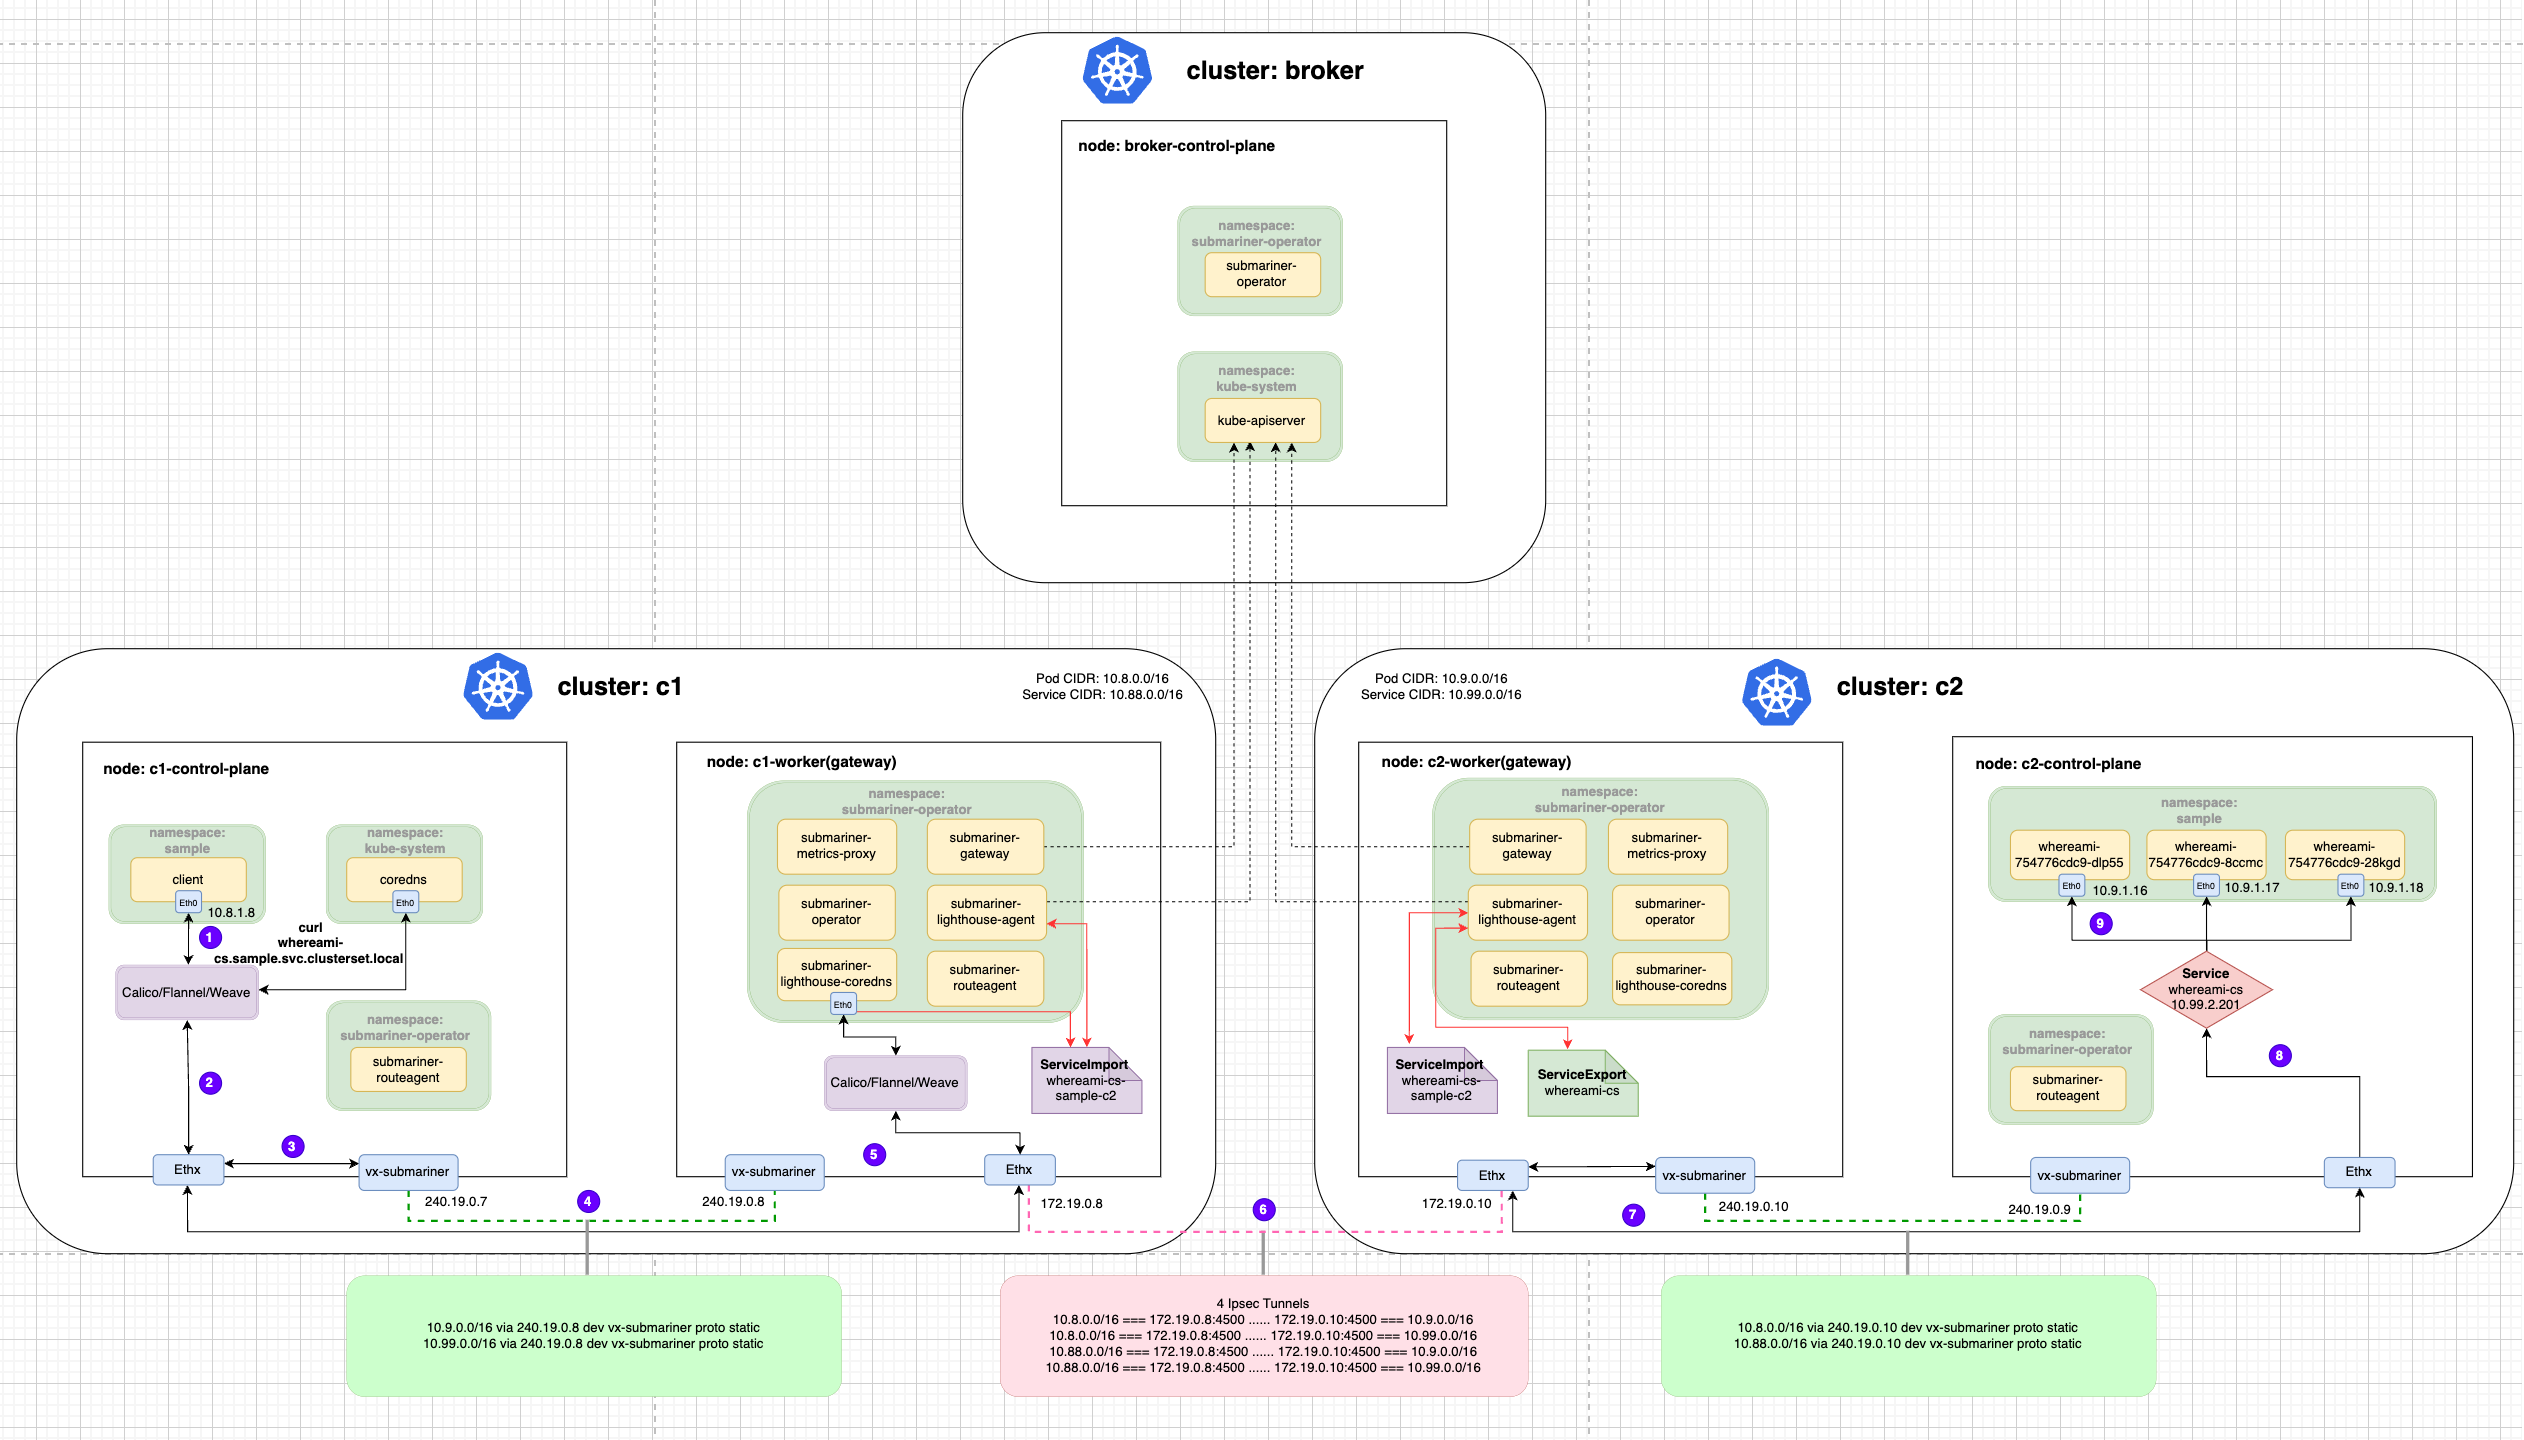 cluster: broker
node: broker-control-plane
namespace:
submariner-operator
submariner-
operator
namespace:
kube-system
kube-apiserver
cluster: c1
Pod CIDR: 10.8.0.0/16
Service CIDR: 10.88.0.0/16
node: c1-control-plane
namespace:
sample
client
Eth0
10.8.1.8
namespace:
kube-system
coredns
Eth0
1
curl
whereami-
cs.sample.svc.clusterset.local
Calico/Flannel/Weave
namespace:
submariner-operator
submariner-
routeagent
2
3
Ethx
vx-submariner
240.19.0.7
4
node: c1-worker(gateway)
namespace:
submariner-operator
submariner-
metrics-proxy
submariner-
gateway
submariner-
operator
submariner-
lighthouse-agent
submariner-
lighthouse-coredns
Eth0
submariner-
routeagent
Calico/Flannel/Weave
ServiceImport
whereami-cs-
sample-c2
5
vx-submariner
240.19.0.8
Ethx
172.19.0.8
6
cluster: c2
Pod CIDR: 10.9.0.0/16
Service CIDR: 10.99.0.0/16
node: c2-worker(gateway)
namespace:
submariner-operator
submariner-
gateway
submariner-
metrics-proxy
submariner-
lighthouse-agent
submariner-
operator
submariner-
routeagent
submariner-
lighthouse-coredns
ServiceImport
whereami-cs-
sample-c2
ServiceExport
whereami-cs
Ethx
172.19.0.10
vx-submariner
240.19.0.10
7
node: c2-control-plane
namespace:
sample
whereami-
754776cdc9-dlp55
Eth0
10.9.1.16
whereami-
754776cdc9-8ccmc
Eth0
10.9.1.17
whereami-
754776cdc9-28kgd
Eth0
10.9.1.18
9
Service
whereami-cs
10.99.2.201
namespace:
submariner-operator
submariner-
routeagent
8
vx-submariner
240.19.0.9
Ethx
10.9.0.0/16 via 240.19.0.8 dev vx-submariner proto static
10.99.0.0/16 via 240.19.0.8 dev vx-submariner proto static
4 Ipsec Tunnels
10.8.0.0/16 === 172.19.0.8:4500 ...... 172.19.0.10:4500 === 10.9.0.0/16
10.8.0.0/16 === 172.19.0.8:4500 ...... 172.19.0.10:4500 === 10.99.0.0/16
10.88.0.0/16 === 172.19.0.8:4500 ...... 172.19.0.10:4500 === 10.9.0.0/16
10.88.0.0/16 === 172.19.0.8:4500 ...... 172.19.0.10:4500 === 10.99.0.0/16
10.8.0.0/16 via 240.19.0.10 dev vx-submariner proto static
10.88.0.0/16 via 240.19.0.10 dev vx-submariner proto static